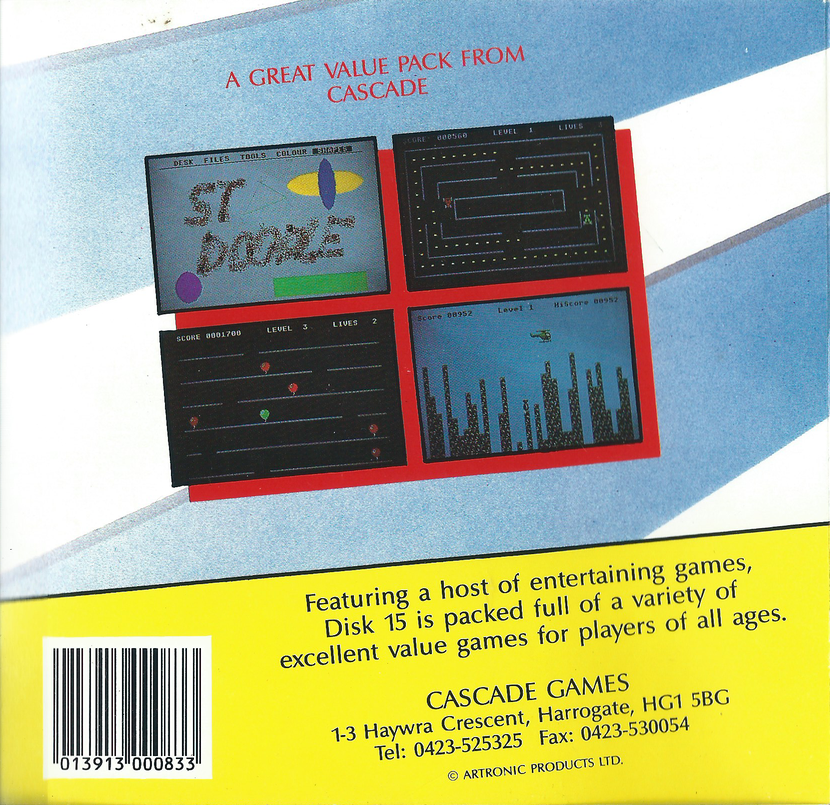 A GREAT VALUE PACK FROM
CASCADE
DESK FILES TOOLS COLOUR SHAPES
ST
DOODLE
SCORE 000560 LEVEL 1 LIVES
SCORE 0001700 LEVEL 3 LIVES 2
Score 00952 Level 1 HiScore 00952
Featuring a host of entertaining games,
Disk 15 is packed full of a variety of
excellent value games for players of all ages.
CASCADE GAMES
1-3 Haywra Crescent, Harrogate, HG1 5BG
Tel: 0423-525325 Fax: 0423-530054
© ARTRONIC PRODUCTS LTD.
013913 000833